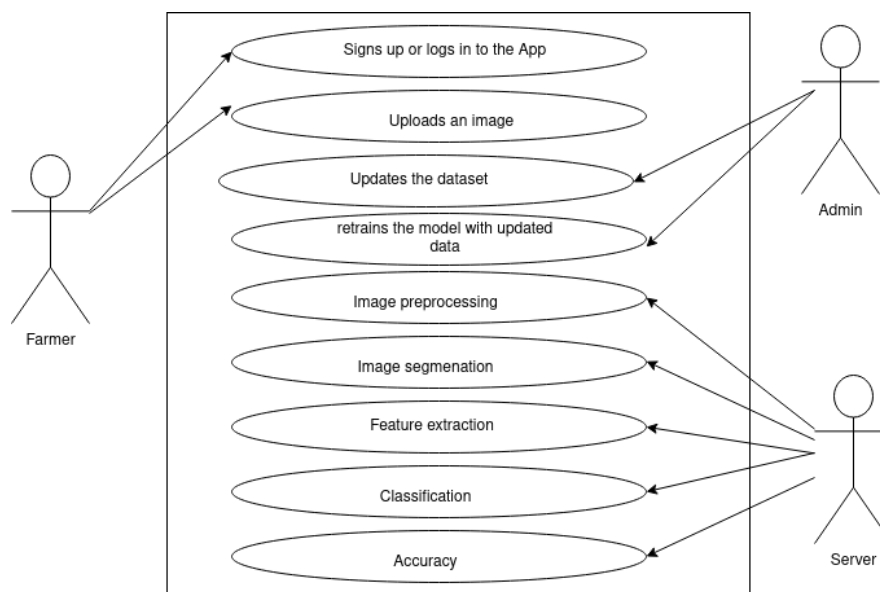 Signs up or logs in to the App
Uploads an image
Updates the dataset
Admin
retrains the model with updated
data
Image preprocessing
Farmer
Image segmenation
Feature extraction
Classification
Accuracy
Server